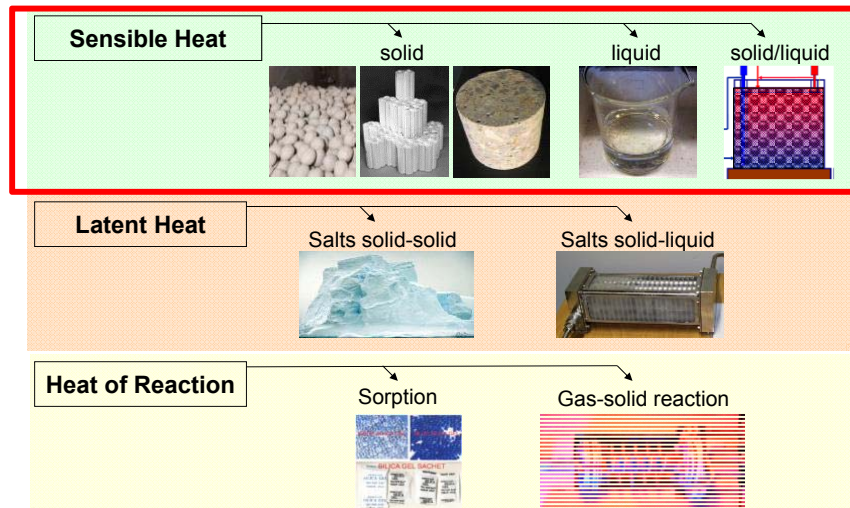 Sensible Heat
solid
liquid
solid/liquid
Latent Heat
Salts solid-solid
Salts solid-liquid
Heat of Reaction
Sorption
Gas-solid reaction
SILICA GEL SACHET